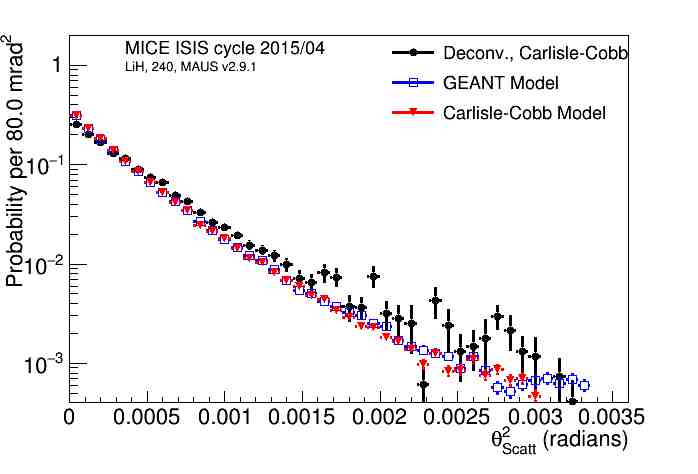 MICE ISIS cycle 2015/04
LiH, 240, MAUS v2.9.1
Deconv., Carlisle-Cobb
GEANT Model
Carlisle-Cobb Model
Probability per 80.0 mrad²
1
10⁻¹
10⁻²
10⁻³
0 0.0005 0.001 0.0015 0.002 0.0025 0.003 0.0035
θ²Scatt (radians)